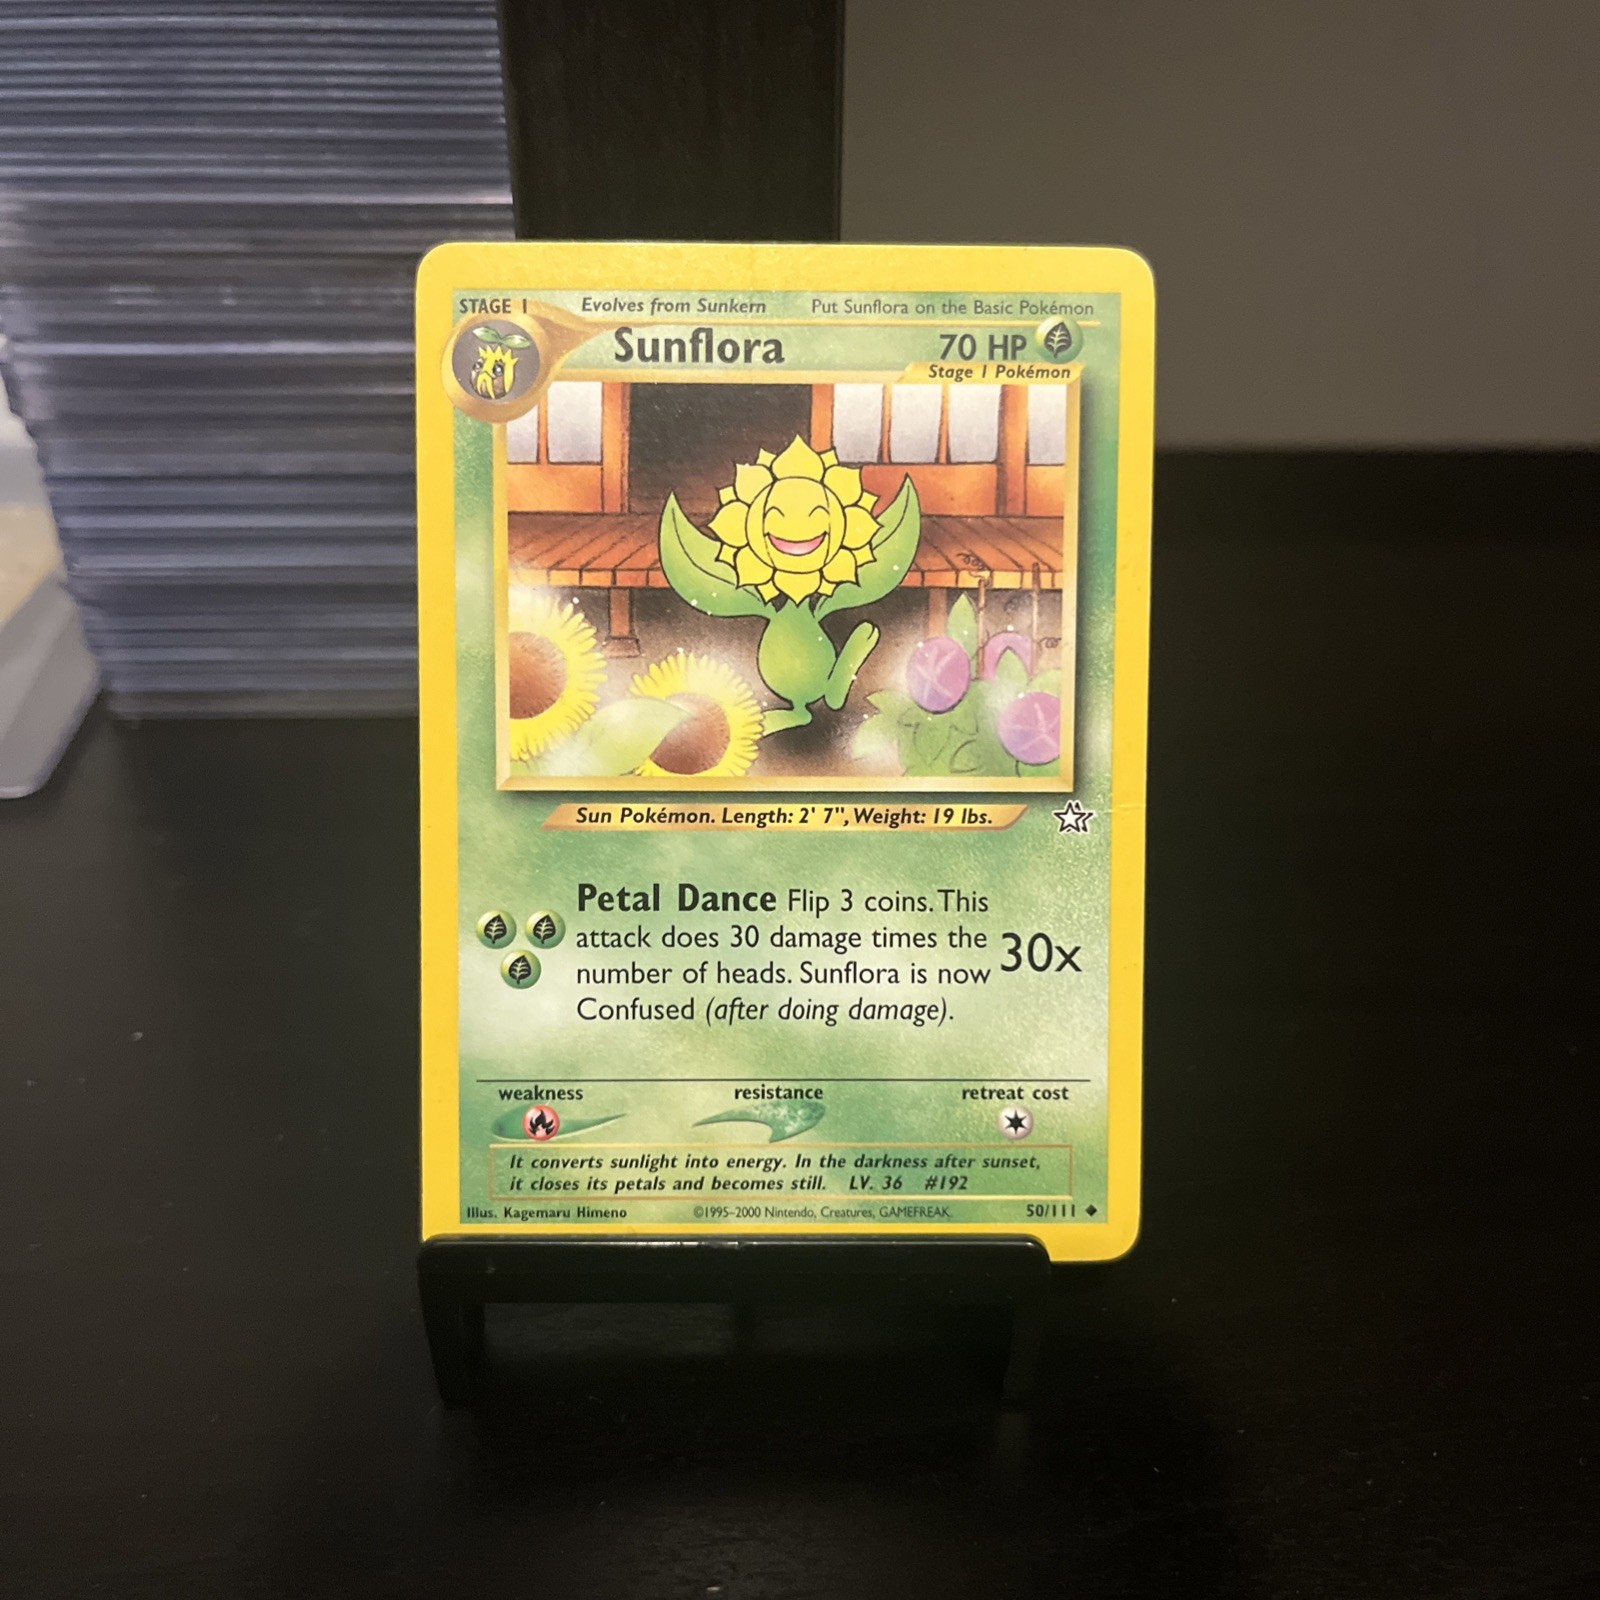 STAGE 1 Evolves from Sunkern Put Sunflora on the Basic Pokémon
Sunflora 70 HP
Stage 1 Pokémon
Sun Pokémon. Length: 2' 7", Weight: 19 lbs.
Petal Dance Flip 3 coins. This
attack does 30 damage times the
number of heads. Sunflora is now
Confused (after doing damage).
30x
weakness resistance retreat cost
It converts sunlight into energy. In the darkness after sunset,
it closes its petals and becomes still. LV. 36 #192
Illus. Kagemaru Himeno ©1995-2000 Nintendo, Creatures, GAMEFREAK. 50/111